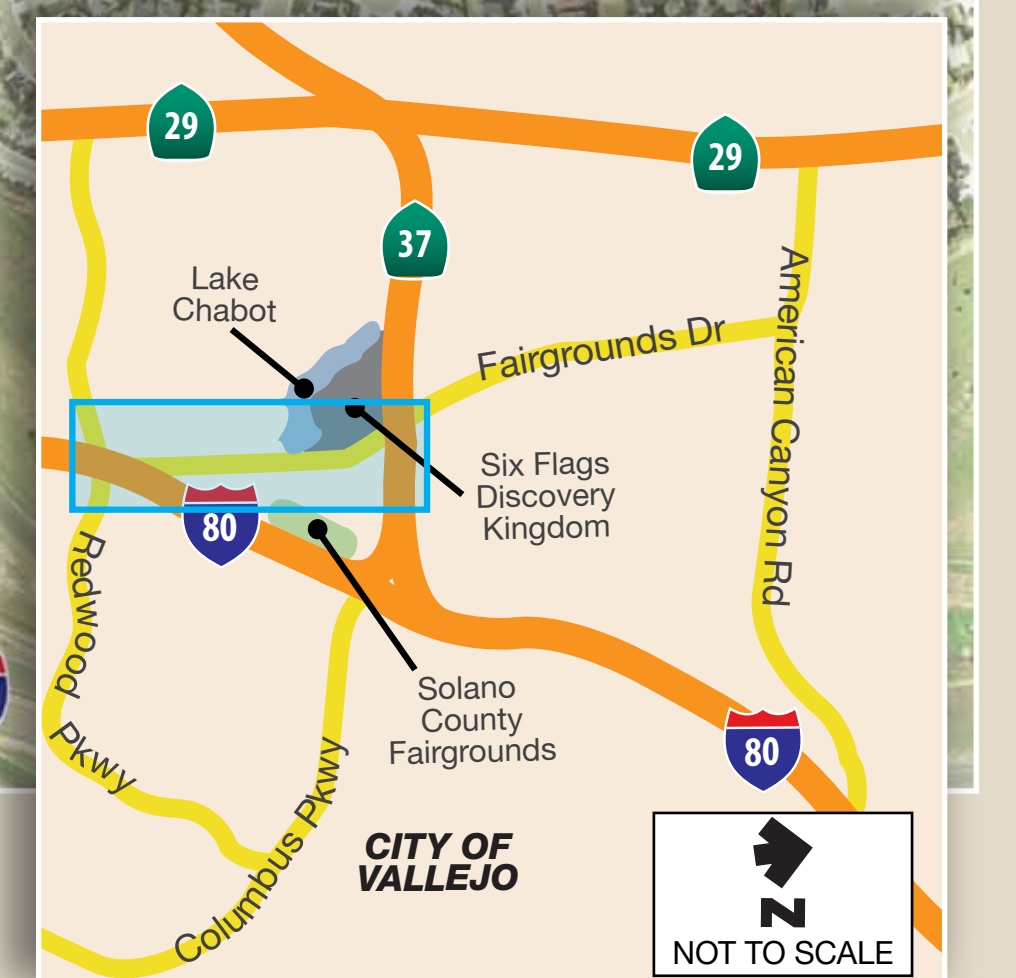 29
29
37
Lake
Chabot
Fairgrounds Dr
American Canyon Rd
Six Flags
Discovery
Kingdom
80
Redwood
Pkwy
Solano
County
Fairgrounds
80
Columbus Pkwy
CITY OF
VALLEJO
N
NOT TO SCALE